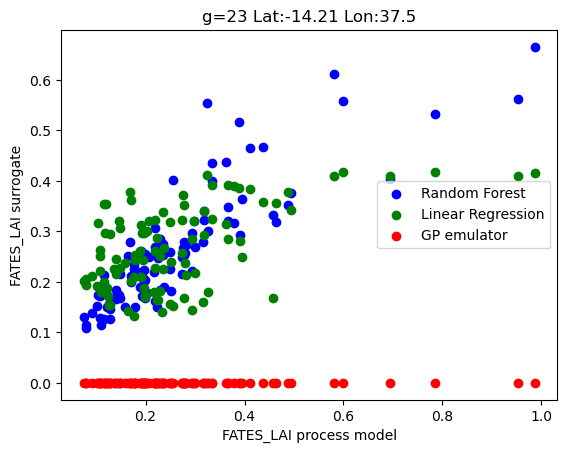 g=23 Lat:-14.21 Lon:37.5
FATES_LAI surrogate
0.6
0.5
0.4
0.3
0.2
0.1
0.0
Random Forest
Linear Regression
GP emulator
0.2 0.4 0.6 0.8 1.0
FATES_LAI process model